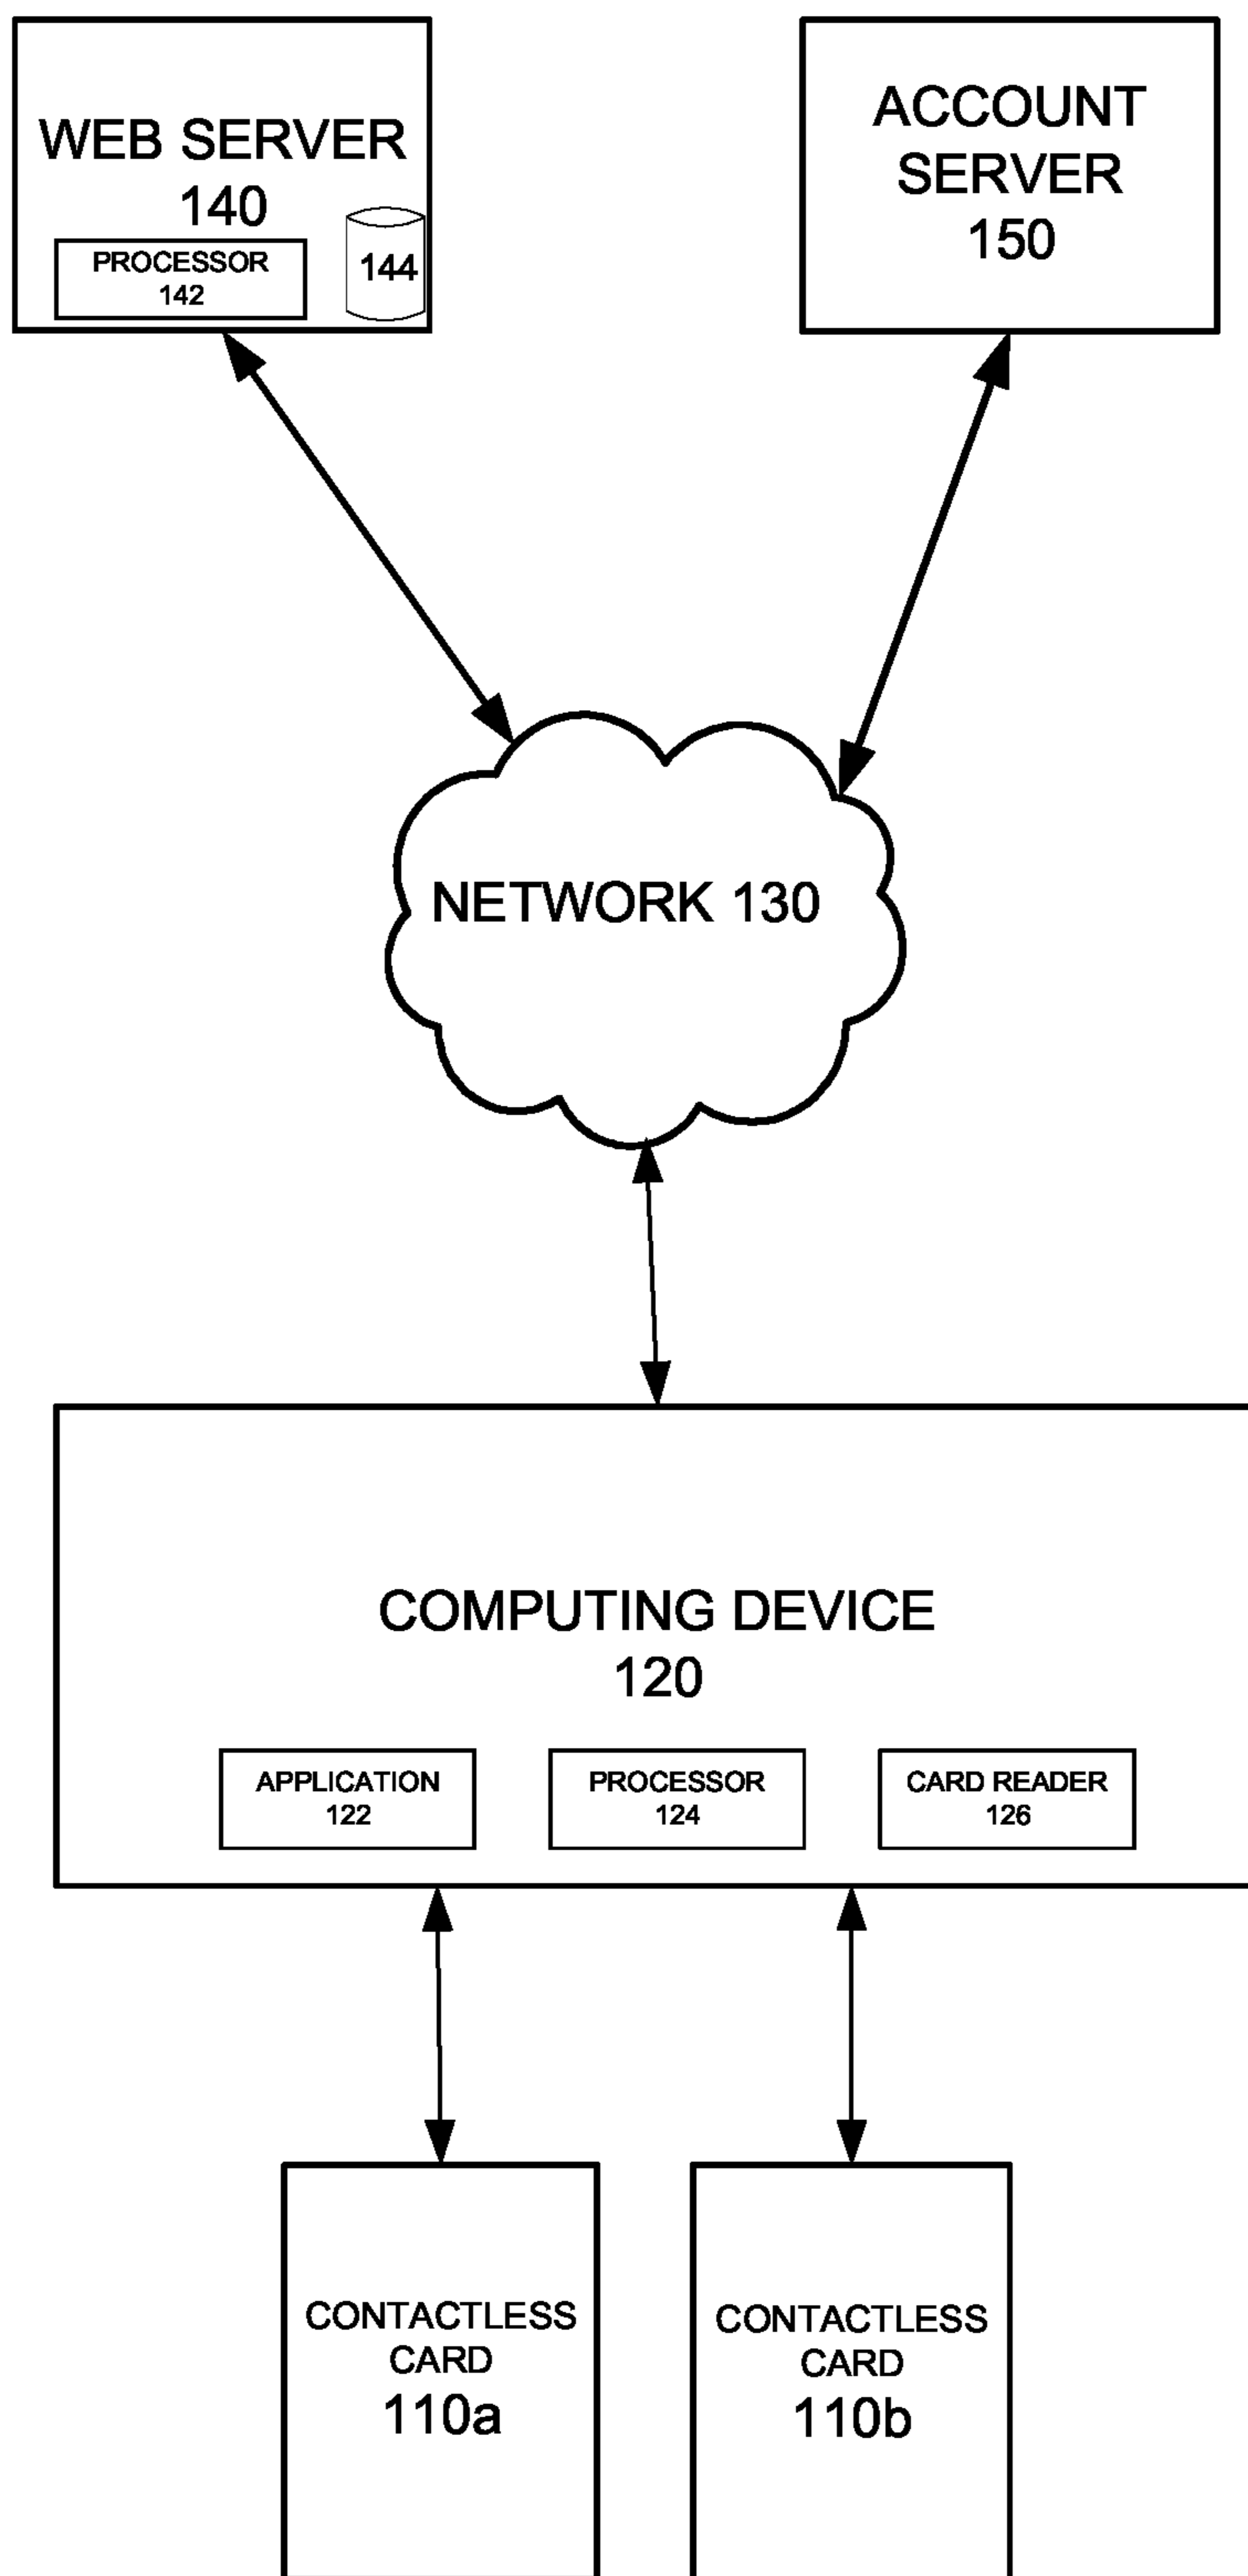 WEB SERVER
140
PROCESSOR
142
144
ACCOUNT
SERVER
150
NETWORK 130
COMPUTING DEVICE
120
APPLICATION
122
PROCESSOR
124
CARD READER
126
CONTACTLESS
CARD
110a
CONTACTLESS
CARD
110b